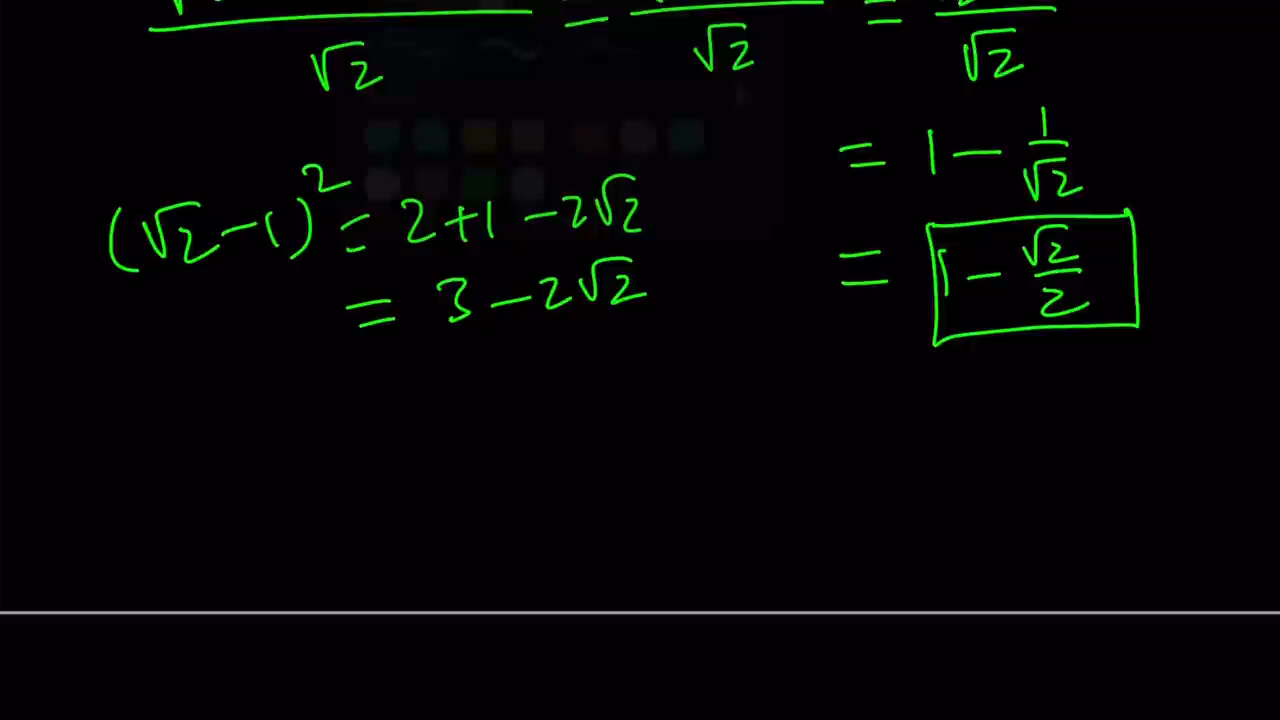 √2 = √2 = √2
= 1 - 1/√2
(√2 - 1)² = 2 + 1 - 2√2
= 3 - 2√2
= 1 - √2/2